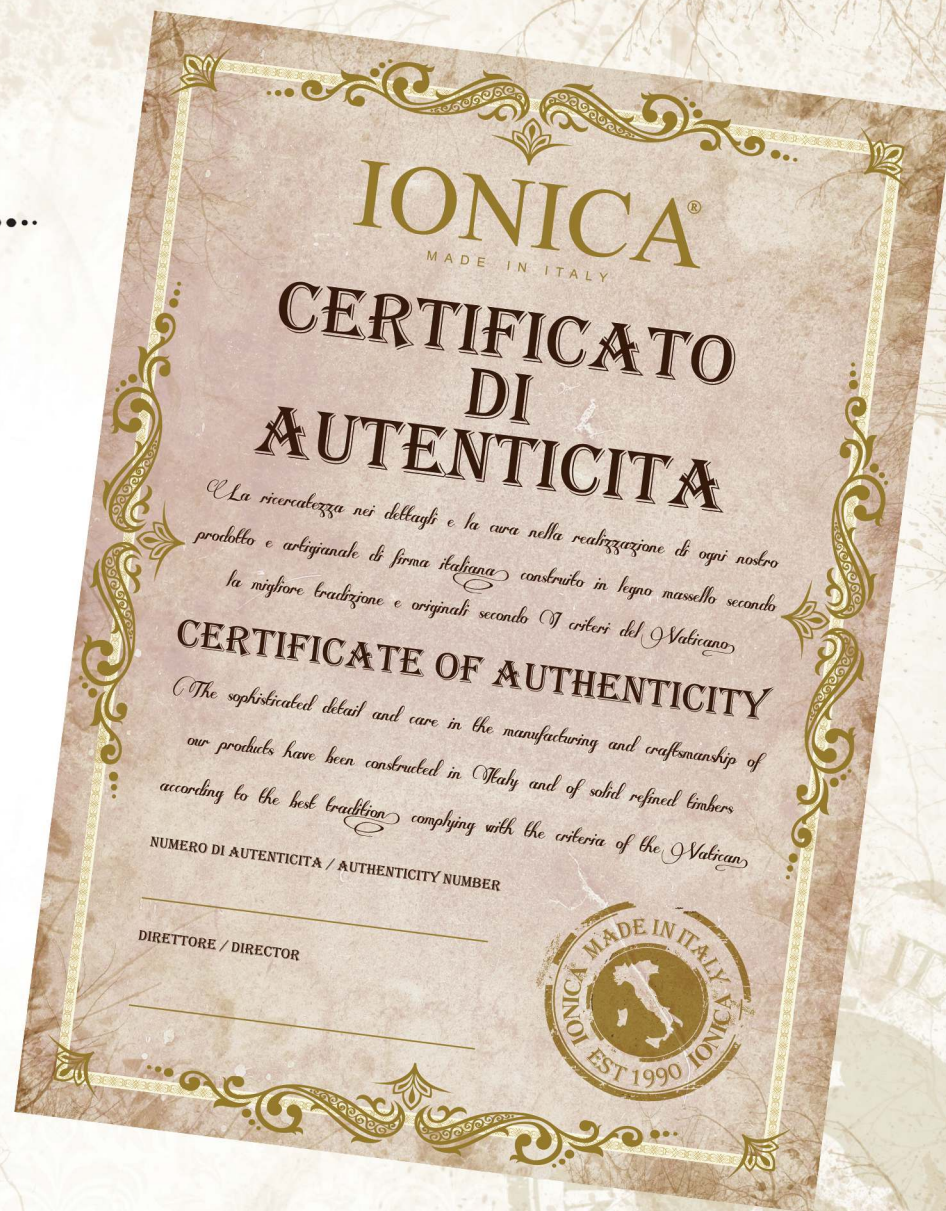 IONICA®
MADE IN ITALY
CERTIFICATO
DI
AUTENTICITA
La ricercatezza nei dettagli e la cura nella realizzazione di ogni nostro
prodotto e artigianale di firma italiana construito in legno massello secondo
la migliore tradizione e originali secondo I criteri del Vaticano
CERTIFICATE OF AUTHENTICITY
The sophisticated detail and care in the manufacturing and craftsmanship of
our products have been constructed in Italy and of solid refined timbers
according to the best tradition complying with the criteria of the Vatican
NUMERO DI AUTENTICITA / AUTHENTICITY NUMBER
DIRETTORE / DIRECTOR
IONICA MADE IN ITALY IONICA
EST 1990